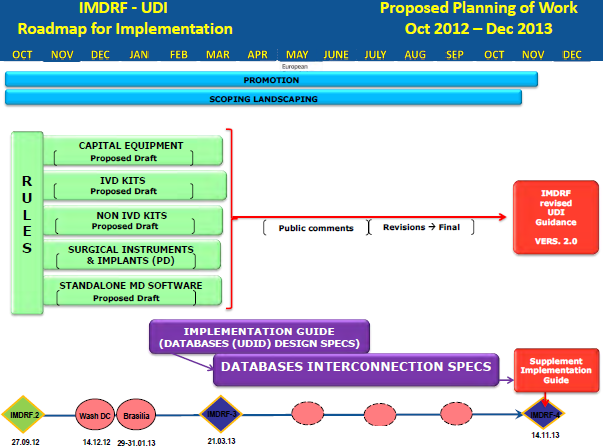 IMDRF - UDI
Roadmap for Implementation
Proposed Planning of Work
Oct 2012 – Dec 2013
OCT NOV DEC JAN FEB MAR APR MAY JUNE JULY AUG SEP OCT NOV DEC
European
PROMOTION
SCOPING LANDSCAPING
RULES
CAPITAL EQUIPMENT
Proposed Draft
IVD KITS
Proposed Draft
NON IVD KITS
Proposed Draft
SURGICAL INSTRUMENTS
& IMPLANTS (PD)
STANDALONE MD SOFTWARE
Proposed Draft
Public comments
Revisions → Final
IMDRF
revised
UDI
Guidance
VERS. 2.0
IMPLEMENTATION GUIDE
(DATABASES (UDID) DESIGN SPECS)
DATABASES INTERCONNECTION SPECS
Supplement
Implementation
Guide
IMDRF.2
Wash DC
Brasilia
IMDRF-3
IMDRF-4
27.09.12
14.12.12
29-31.01.13
21.03.13
14.11.13